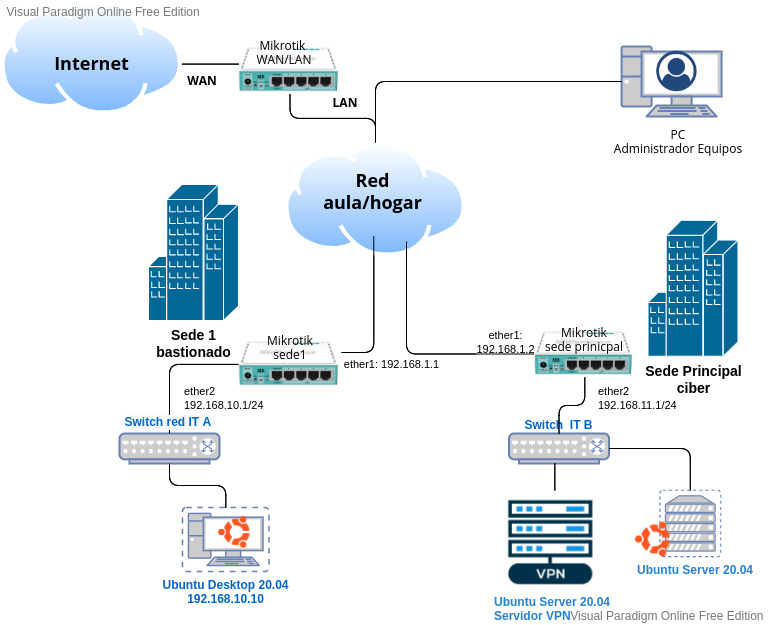 Visual Paradigm Online Free Edition
Internet
WAN
Mikrotik
WAN/LAN
LAN
PC
Administrador Equipos
Red
aula/hogar
Sede 1
bastionado
Mikrotik
sede1
ether1: 192.168.1.1
ether1:
192.168.1.2
Mikrotik
sede prinicpal
Sede Principal
ciber
ether2
192.168.10.1/24
ether2
192.168.11.1/24
Switch red IT A
Switch IT B
Ubuntu Desktop 20.04
192.168.10.10
VPN
Ubuntu Server 20.04
Ubuntu Server 20.04
Servidor VPN
Visual Paradigm Online Free Edition